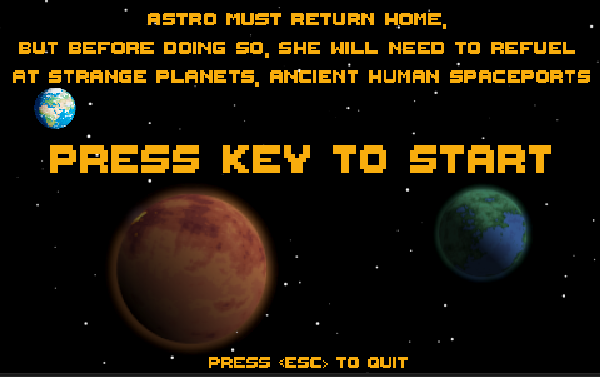 ASTRO MUST RETURN HOME,
BUT BEFORE DOING SO, SHE WILL NEED TO REFUEL
AT STRANGE PLANETS, ANCIENT HUMAN SPACEPORTS
PRESS KEY TO START
PRESS <ESC> TO QUIT